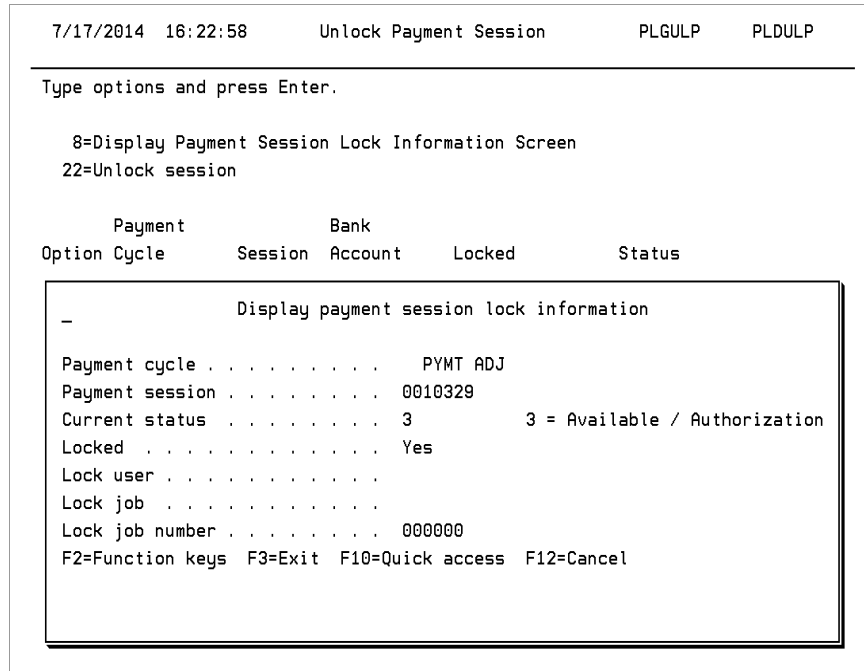 7/17/2014 16:22:58 Unlock Payment Session PLGULP PLDULP
Type options and press Enter.
8=Display Payment Session Lock Information Screen
22=Unlock session
Payment Bank
Option Cycle Session Account Locked Status
_ Display payment session lock information
Payment cycle . . . . . . . . . PYMT ADJ
Payment session . . . . . . . . 0010329
Current status . . . . . . . . 3 3 = Available / Authorization
Locked . . . . . . . . . . . . Yes
Lock user . . . . . . . . . . .
Lock job . . . . . . . . . . .
Lock job number . . . . . . . . 000000
F2=Function keys F3=Exit F10=Quick access F12=Cancel